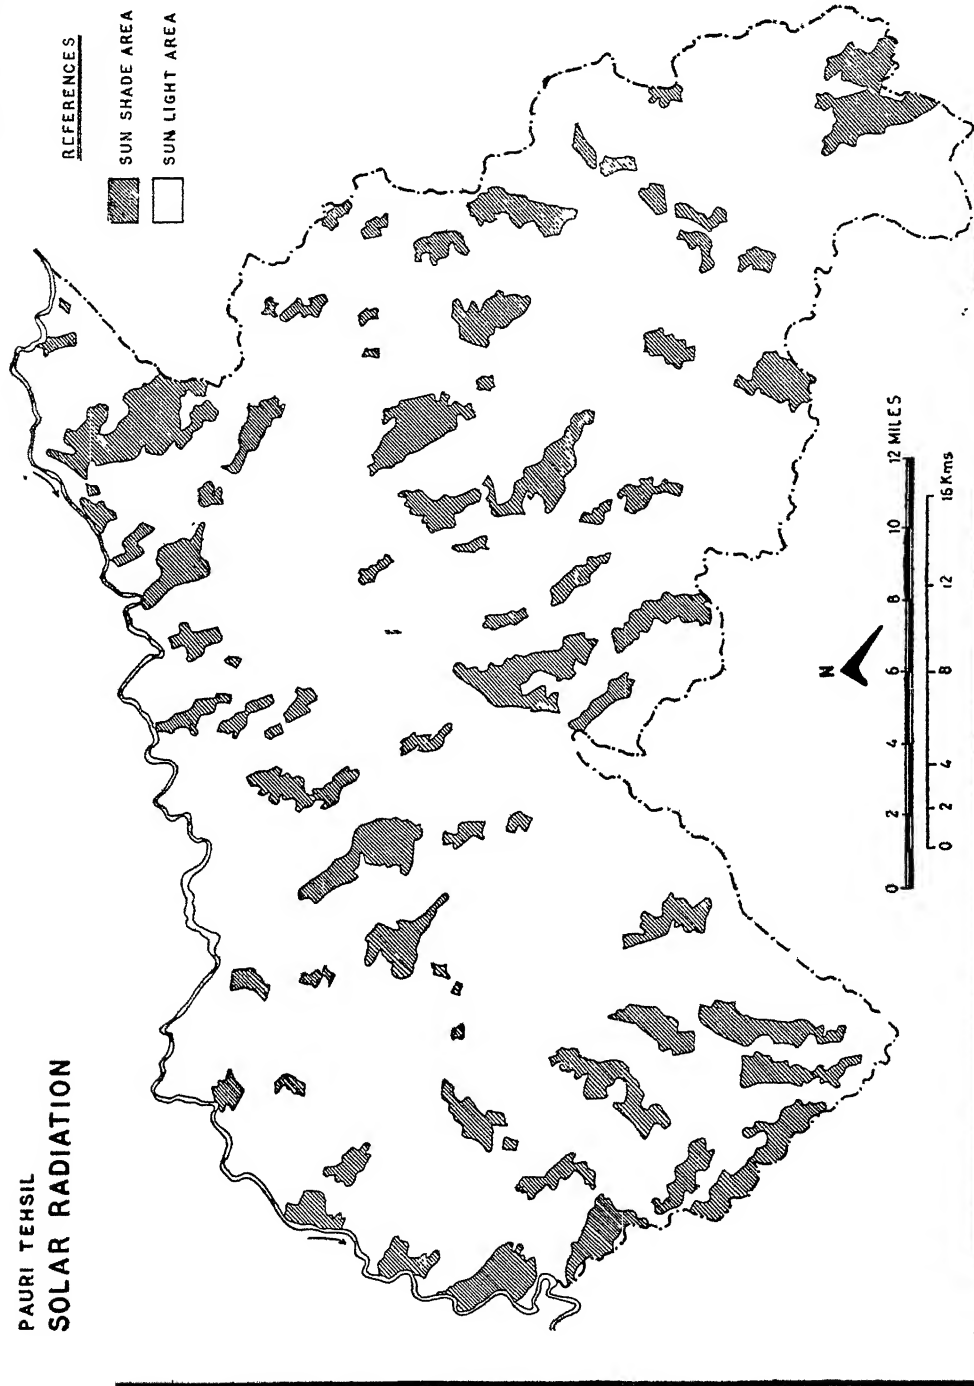 PAURI TEHSIL
SOLAR RADIATION
REFERENCES
SUN SHADE AREA
SUN LIGHT AREA
N
0 2 4 6 8 10 12 MILES
0 2 4 8 12 16 Kms